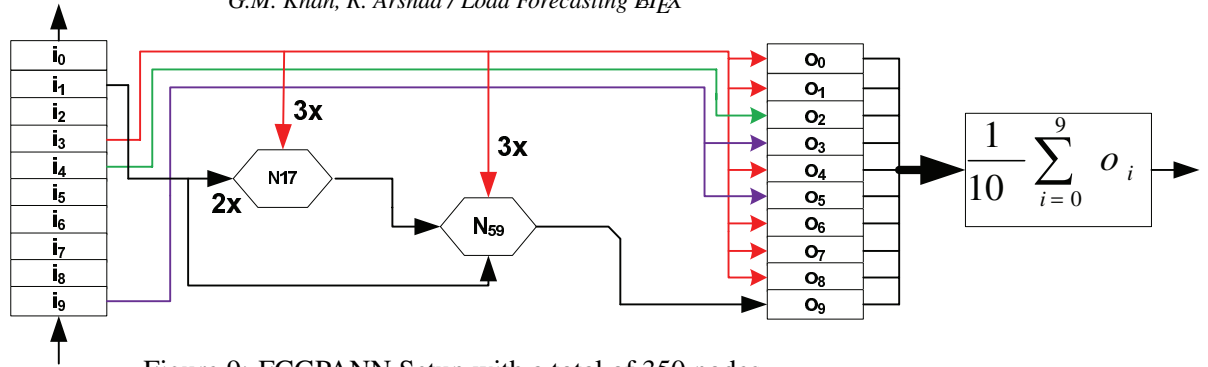 G.M. Khan, R. Arshad / Load Forecasting LATEX
i0
i1
i2
i3
i4
i5
i6
i7
i8
i9
3x
N17
2x
3x
N59
O0
O1
O2
O3
O4
O5
O6
O7
O8
O9
1/10 ∑ i=0 9 o i
Figure 9: FCGPANN Setup with a total of 350 nodes